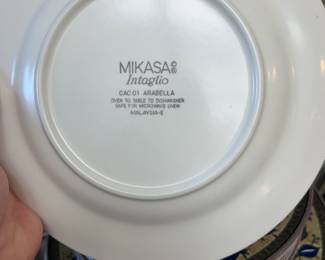 MIKASA®
Intaglio
CAC01 ARABELLA
OVEN TO TABLE TO DISHWASHER
SAFE FOR MICROWAVE OVEN
MALAYSIA-E